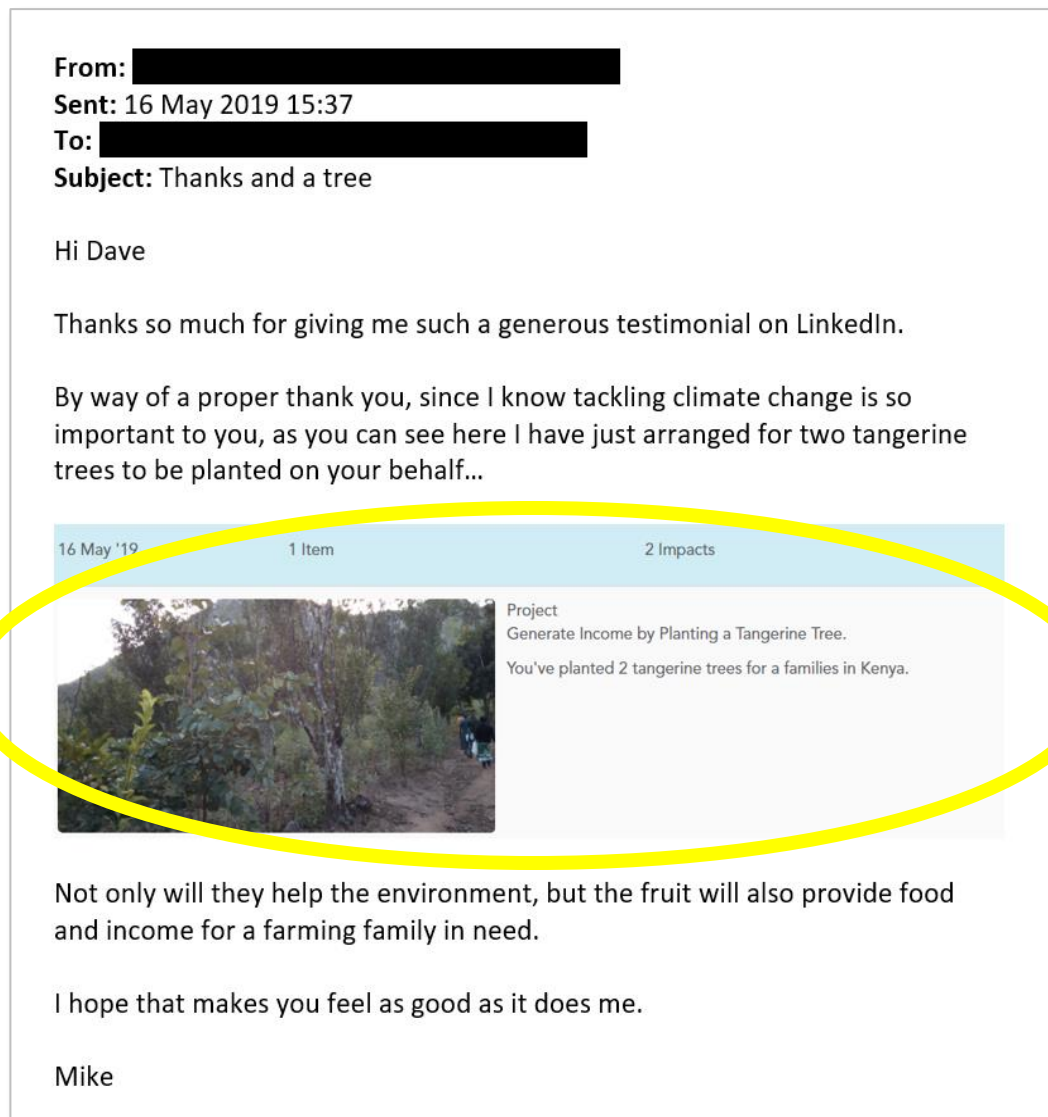 From:
Sent: 16 May 2019 15:37
To:
Subject: Thanks and a tree
Hi Dave
Thanks so much for giving me such a generous testimonial on LinkedIn.
By way of a proper thank you, since I know tackling climate change is so
important to you, as you can see here I have just arranged for two tangerine
trees to be planted on your behalf…
16 May '19 1 Item 2 Impacts
Project
Generate Income by Planting a Tangerine Tree.
You've planted 2 tangerine trees for a families in Kenya.
Not only will they help the environment, but the fruit will also provide food
and income for a farming family in need.
I hope that makes you feel as good as it does me.
Mike